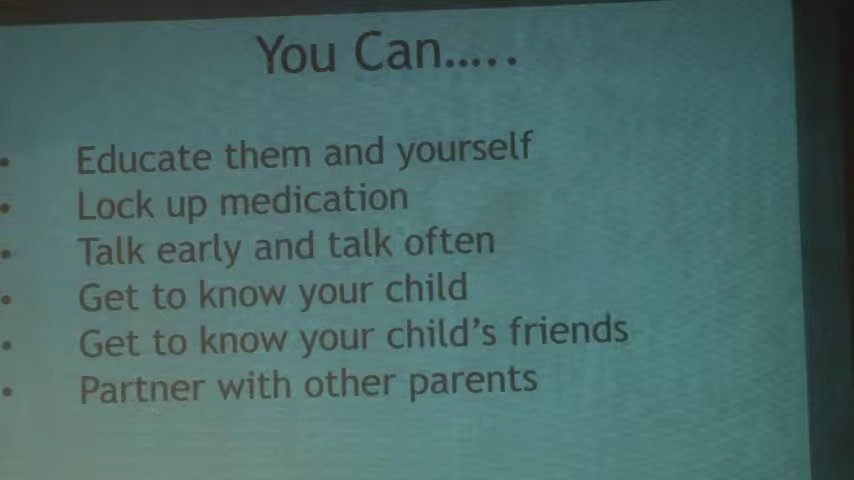 You Can.....
• Educate them and yourself
• Lock up medication
• Talk early and talk often
• Get to know your child
• Get to know your child's friends
• Partner with other parents